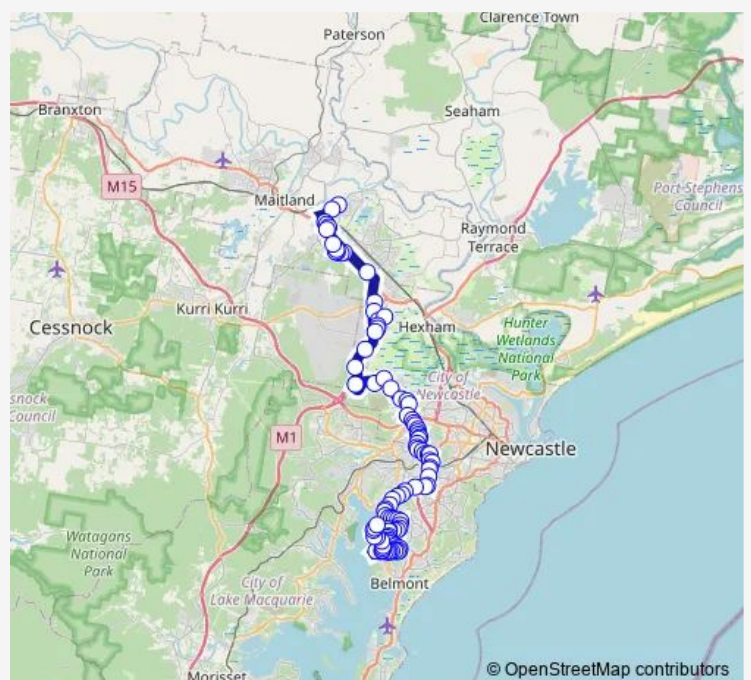 Clarence Town
Paterson
Branxton
Seaham
M15
Port Stephens
Council
Maitland
Raymond
Terrace
Kurri Kurri
Cessnock
Hexham
Hunter
Wetlands
National
Park
snock
Council
City of
Newcastle
M1
Newcastle
Watagans
National
Park
City of
Lake Macquarie
Belmont
Morisset
© OpenStreetMap contributors